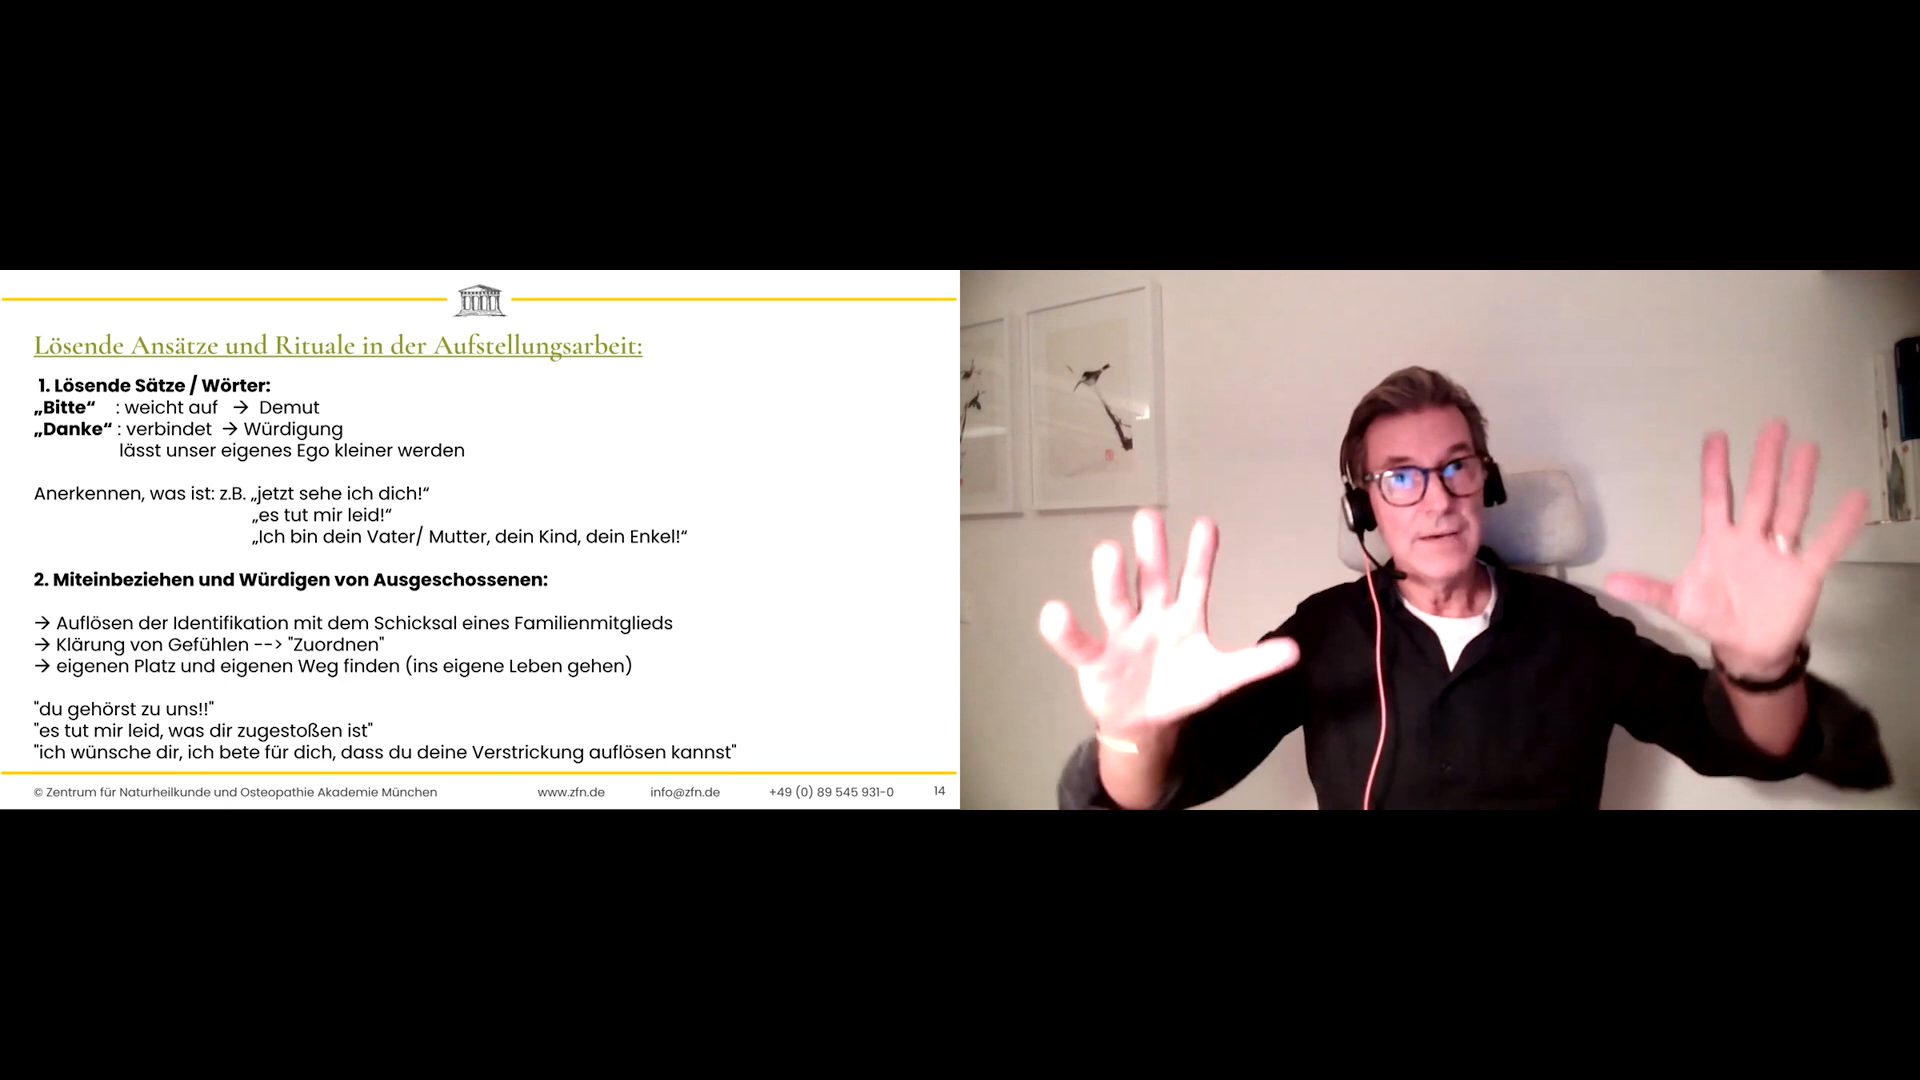 Lösende Ansätze und Rituale in der Aufstellungsarbeit:
1. Lösende Sätze / Wörter:
„Bitte“ : weicht auf → Demut
„Danke“ : verbindet → Würdigung
lässt unser eigenes Ego kleiner werden
Anerkennen, was ist: z.B. „jetzt sehe ich dich!“
„es tut mir leid!“
„Ich bin dein Vater/ Mutter, dein Kind, dein Enkel!“
2. Miteinbeziehen und Würdigen von Ausgeschossenen:
→ Auflösen der Identifikation mit dem Schicksal eines Familienmitglieds
→ Klärung von Gefühlen --> "Zuordnen"
→ eigenen Platz und eigenen Weg finden (ins eigene Leben gehen)
"du gehörst zu uns!!"
"es tut mir leid, was dir zugestoßen ist"
"ich wünsche dir, ich bete für dich, dass du deine Verstrickung auflösen kannst"
© Zentrum für Naturheilkunde und Osteopathie Akademie München www.zfn.de info@zfn.de +49 (0) 89 545 931-0 14